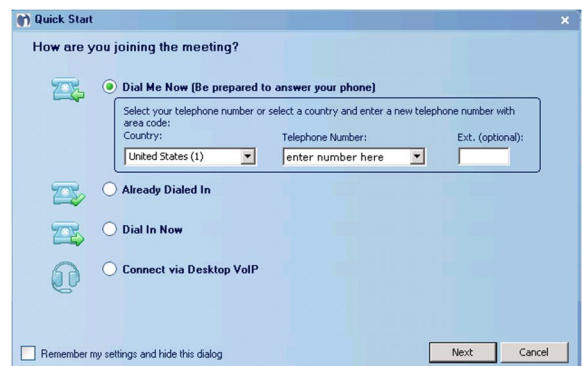 Quick Start
How are you joining the meeting?
Dial Me Now (Be prepared to answer your phone)
Select your telephone number or select a country and enter a new telephone number with
area code:
Country: Telephone Number: Ext. (optional):
United States (1) enter number here
Already Dialed In
Dial In Now
Connect via Desktop VoIP
Remember my settings and hide this dialog Next Cancel